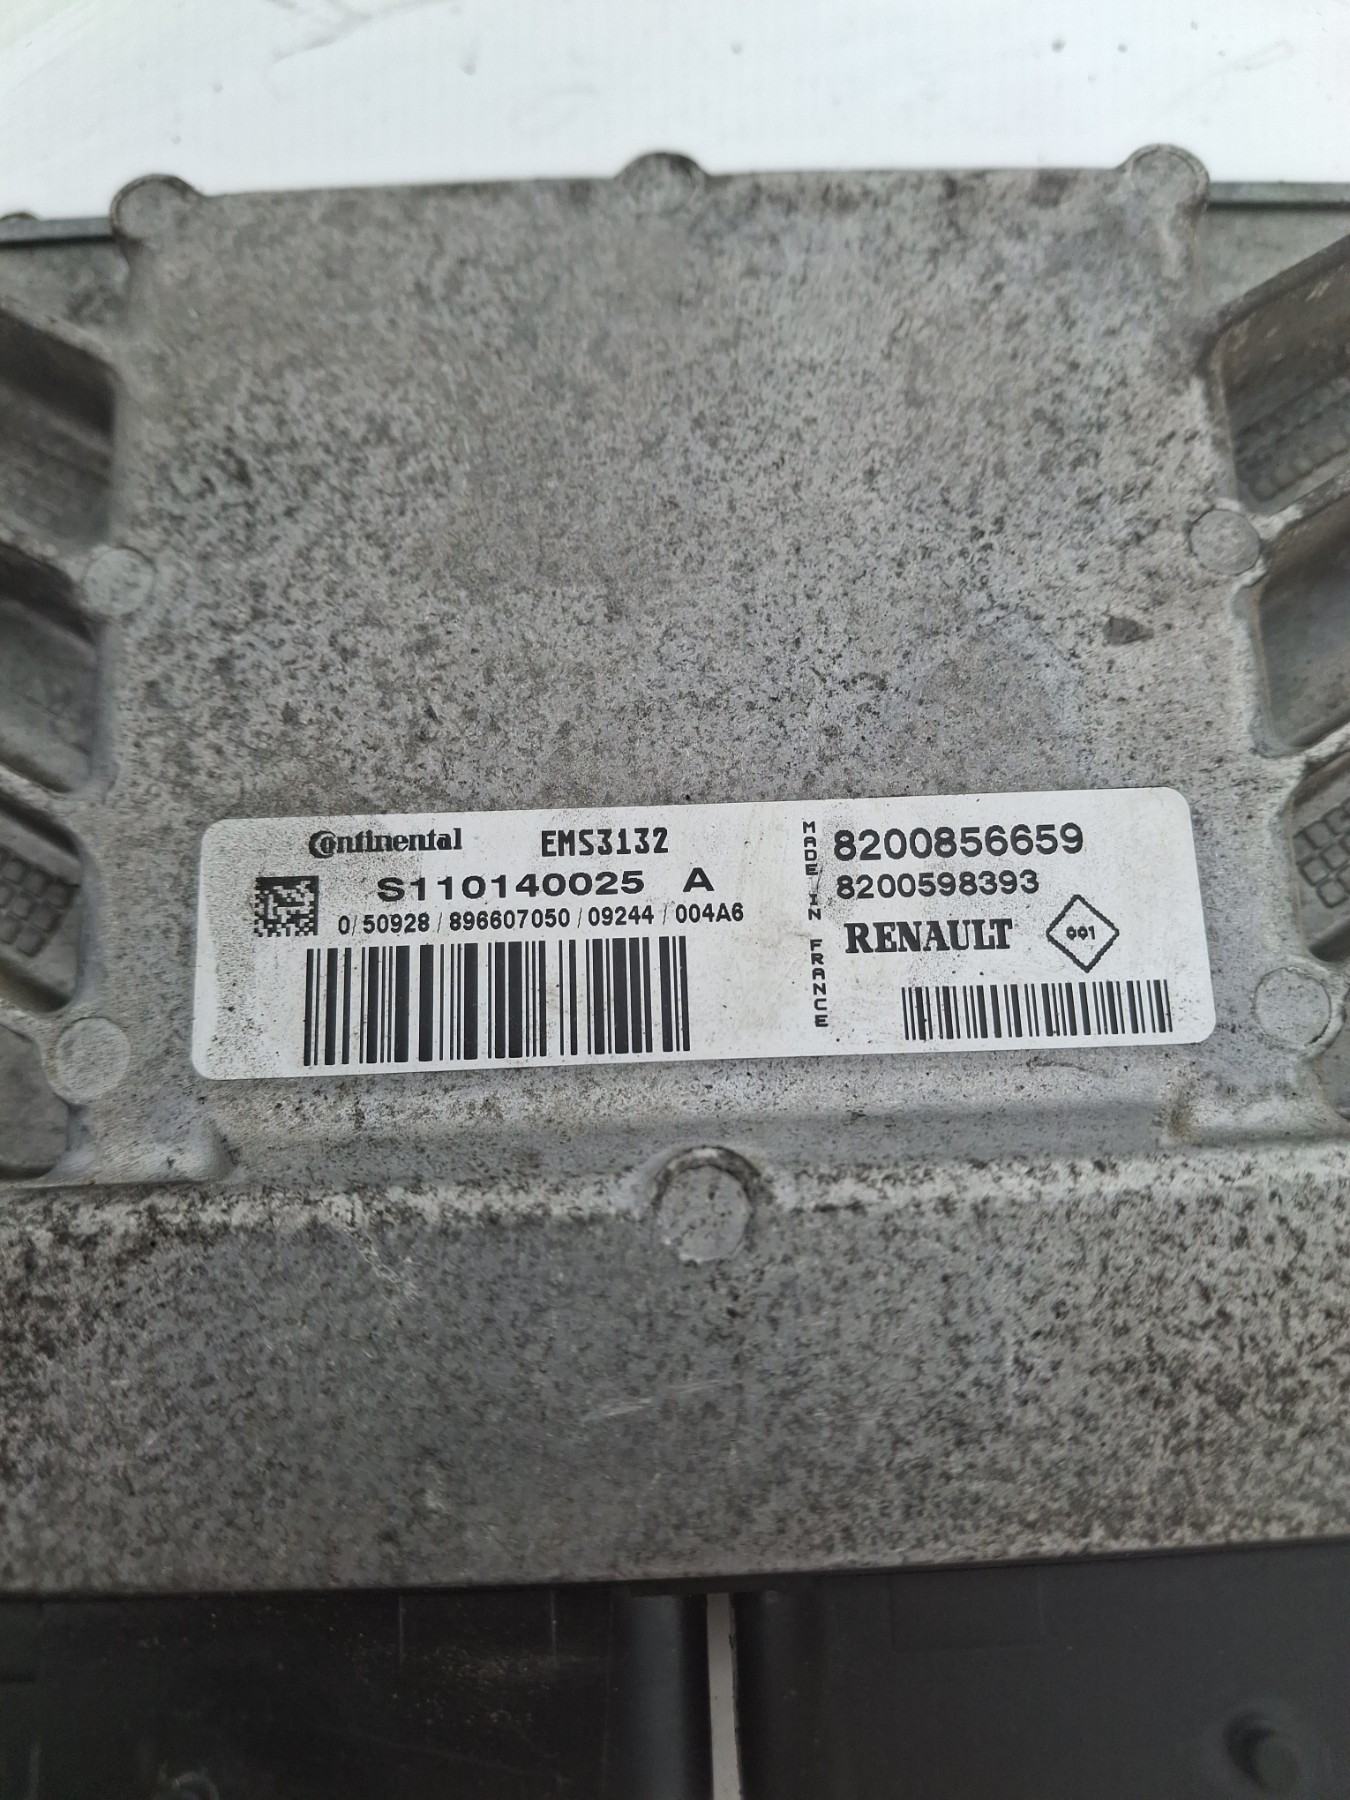 Continental EMS3132
S110140025 A
0/50928/896607050/09244/004A6
MADE IN FRANCE
8200856659
8200598393
RENAULT 001